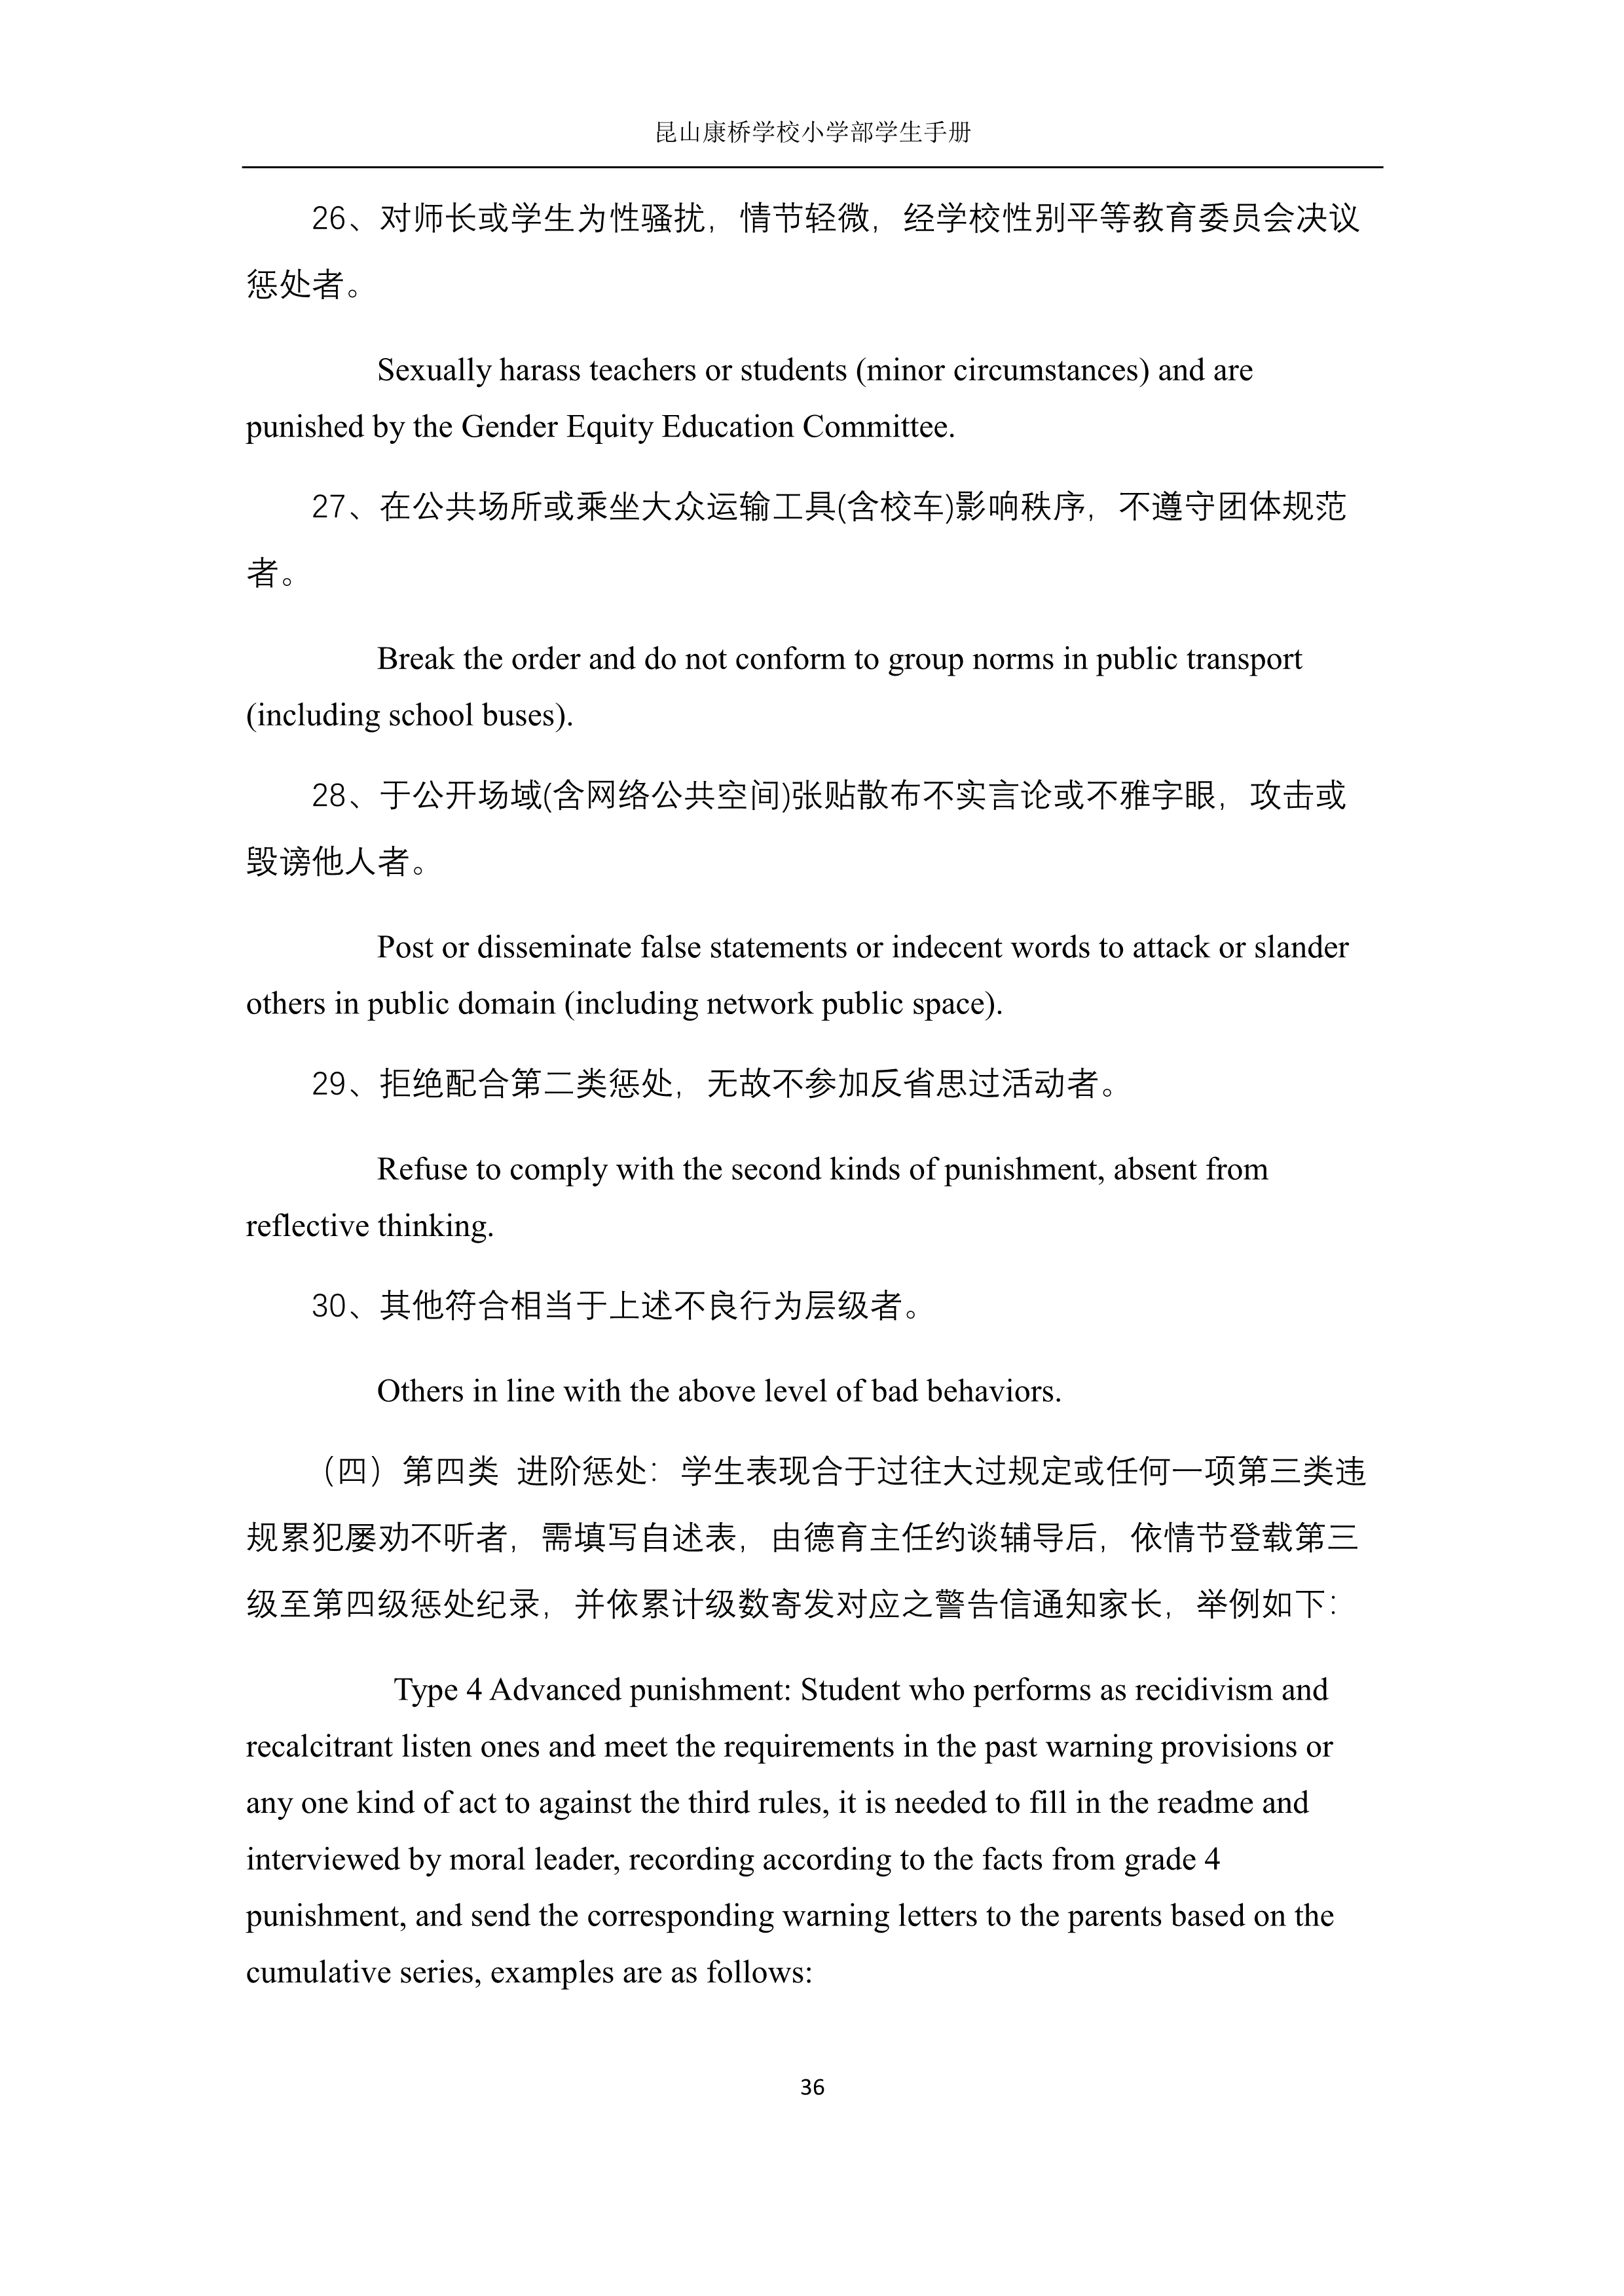 昆山康桥学校小学部学生手册
26、对师长或学生为性骚扰，情节轻微，经学校性别平等教育委员会决议
惩处者。
Sexually harass teachers or students (minor circumstances) and are
punished by the Gender Equity Education Committee.
27、在公共场所或乘坐大众运输工具(含校车)影响秩序，不遵守团体规范
者。
Break the order and do not conform to group norms in public transport
(including school buses).
28、于公开场域(含网络公共空间)张贴散布不实言论或不雅字眼，攻击或
毁谤他人者。
Post or disseminate false statements or indecent words to attack or slander
others in public domain (including network public space).
29、拒绝配合第二类惩处，无故不参加反省思过活动者。
Refuse to comply with the second kinds of punishment, absent from
reflective thinking.
30、其他符合相当于上述不良行为层级者。
Others in line with the above level of bad behaviors.
（四）第四类 进阶惩处：学生表现合于过往大过规定或任何一项第三类违
规累犯屡劝不听者，需填写自述表，由德育主任约谈辅导后，依情节登载第三
级至第四级惩处纪录，并依累计级数寄发对应之警告信通知家长，举例如下：
Type 4 Advanced punishment: Student who performs as recidivism and
recalcitrant listen ones and meet the requirements in the past warning provisions or
any one kind of act to against the third rules, it is needed to fill in the readme and
interviewed by moral leader, recording according to the facts from grade 4
punishment, and send the corresponding warning letters to the parents based on the
cumulative series, examples are as follows:
36